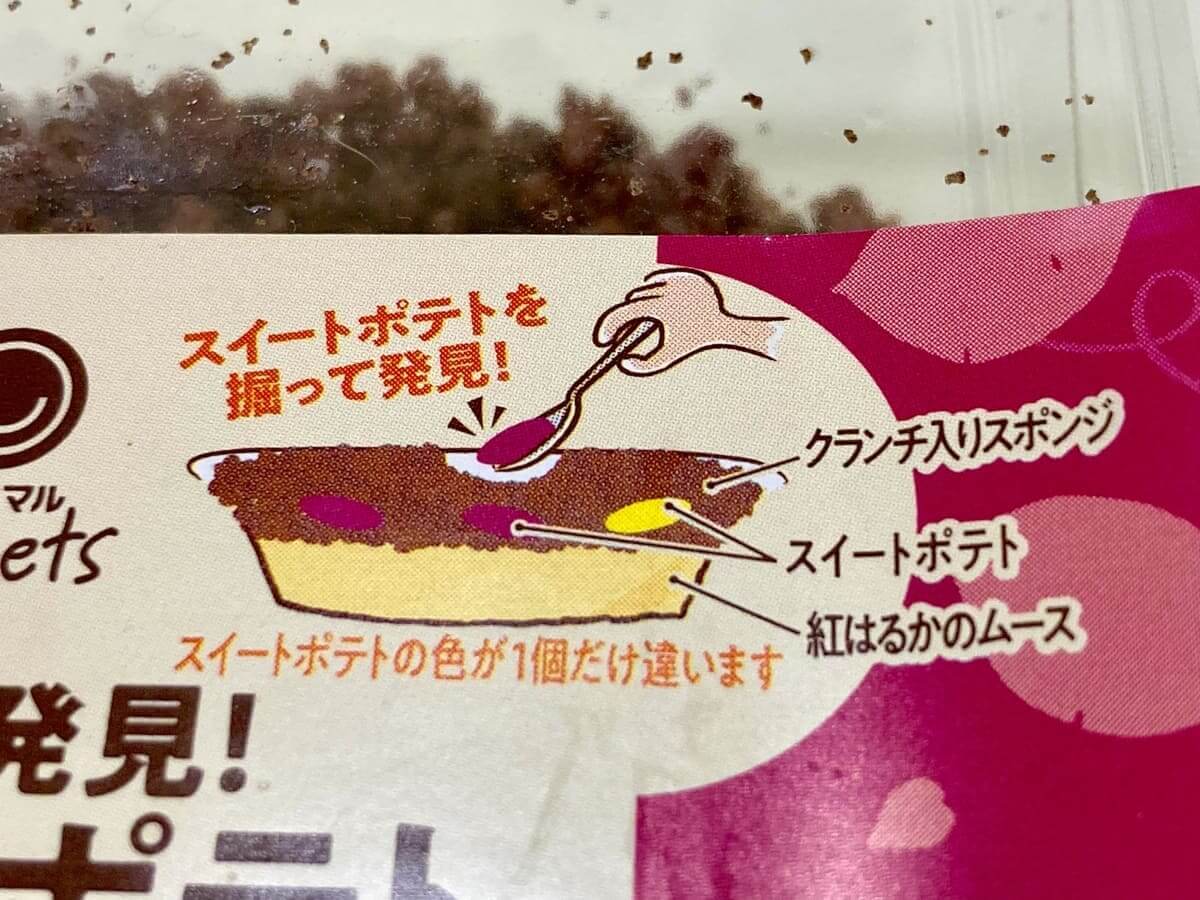 スイートポテトを
掘って発見!
クランチ入りスポンジ
マル
ets
スイートポテト
紅はるかのムース
スイートポテトの色が1個だけ違います
発見!
ポテト